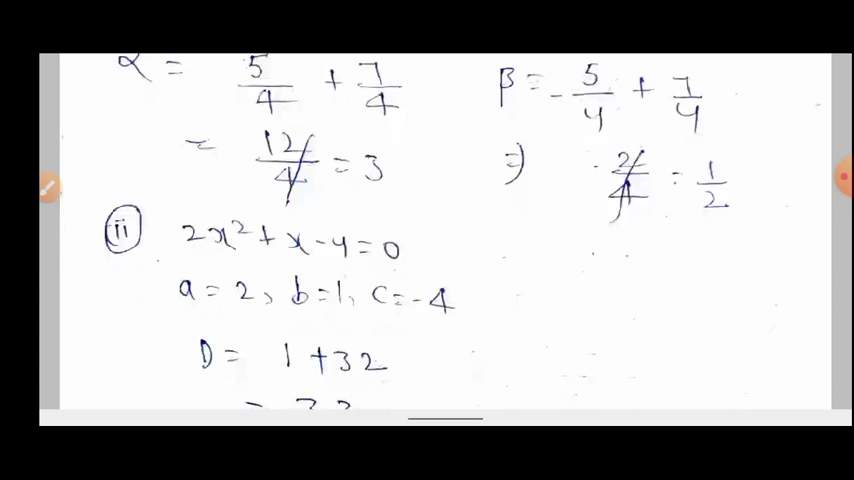 α = 5/4 + 7/4
β = - 5/4 + 7/4
= 12/4 = 3
=) 2/4 = 1/2
(ii) 2x² + x - 4 = 0
a = 2, b = 1, c = -4
D = 1 + 32
= 33